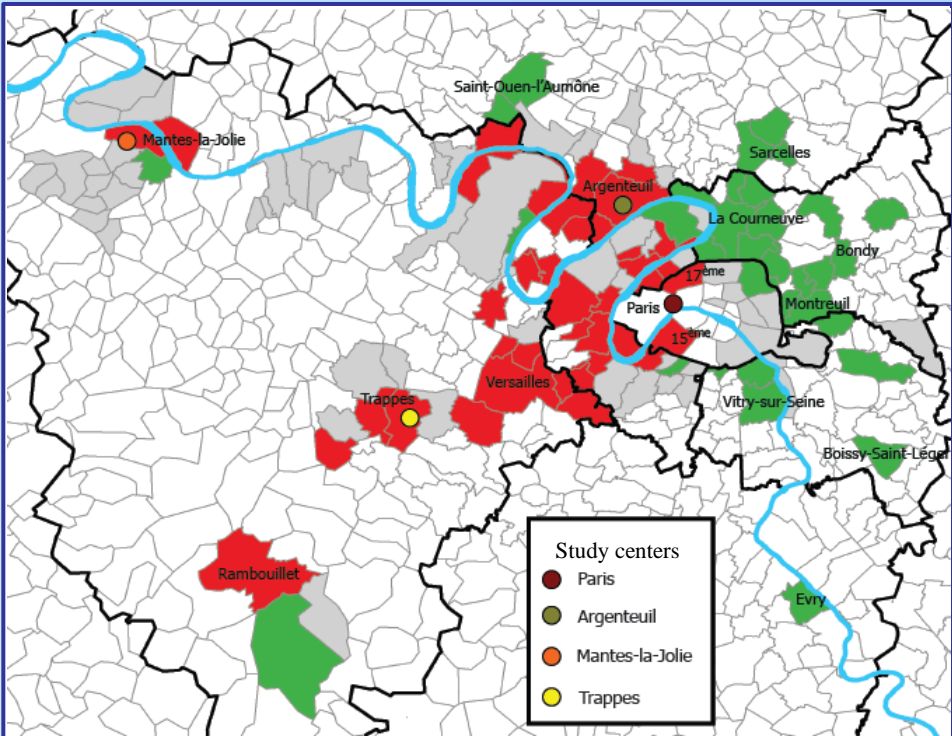 Saint-Ouen-l'Aumône
Mantes-la-Jolie
Sarcelles
Argenteuil
La Courneuve
Bondy
17ème
Paris
Montreuil
15ème
Versailles
Trappes
Vitry-sur-Seine
Boissy-Saint-Léger
Rambouillet
Evry
Study centers
Paris
Argenteuil
Mantes-la-Jolie
Trappes